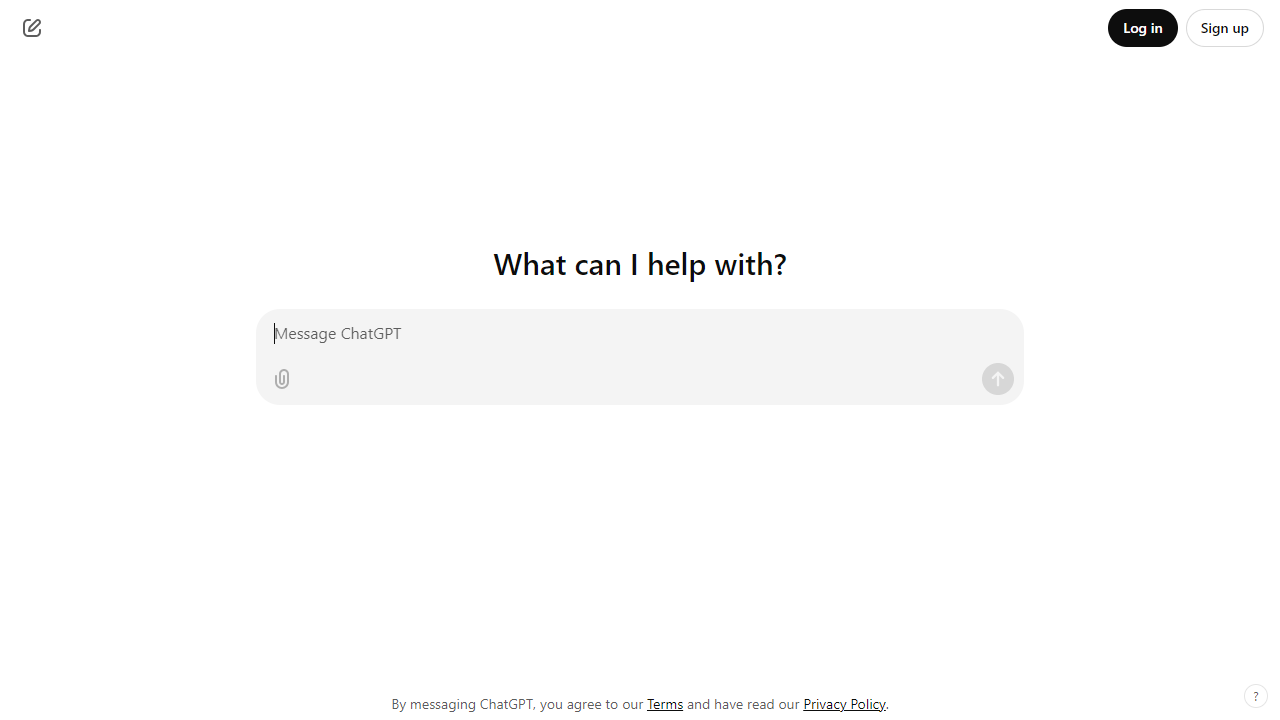 Log in
Sign up
What can I help with?
Message ChatGPT
By messaging ChatGPT, you agree to our Terms and have read our Privacy Policy.
?